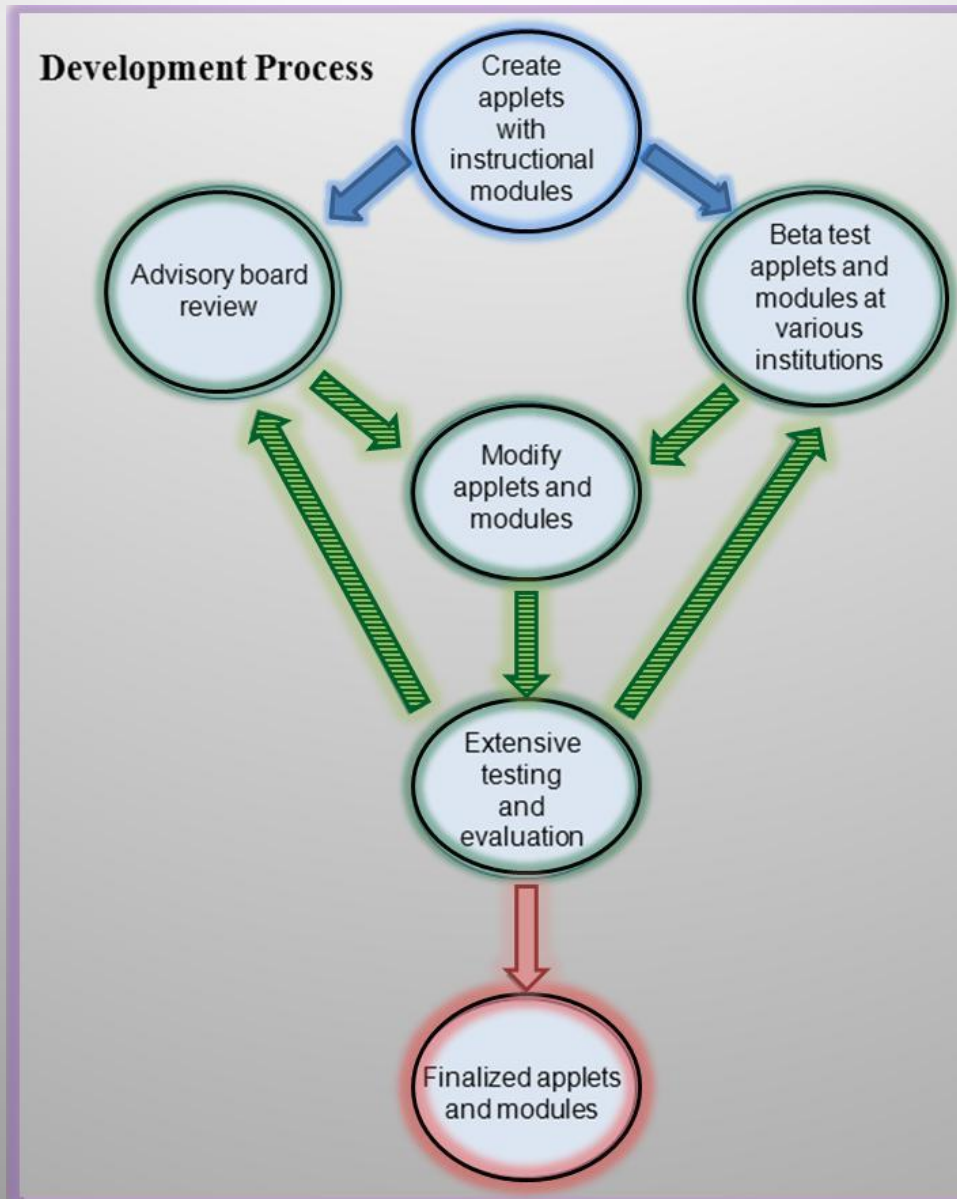 Development Process
Create
applets
with
instructional
modules
Advisory board
review
Beta test
applets and
modules at
various
institutions
Modify
applets and
modules
Extensive
testing
and
evaluation
Finalized applets
and modules